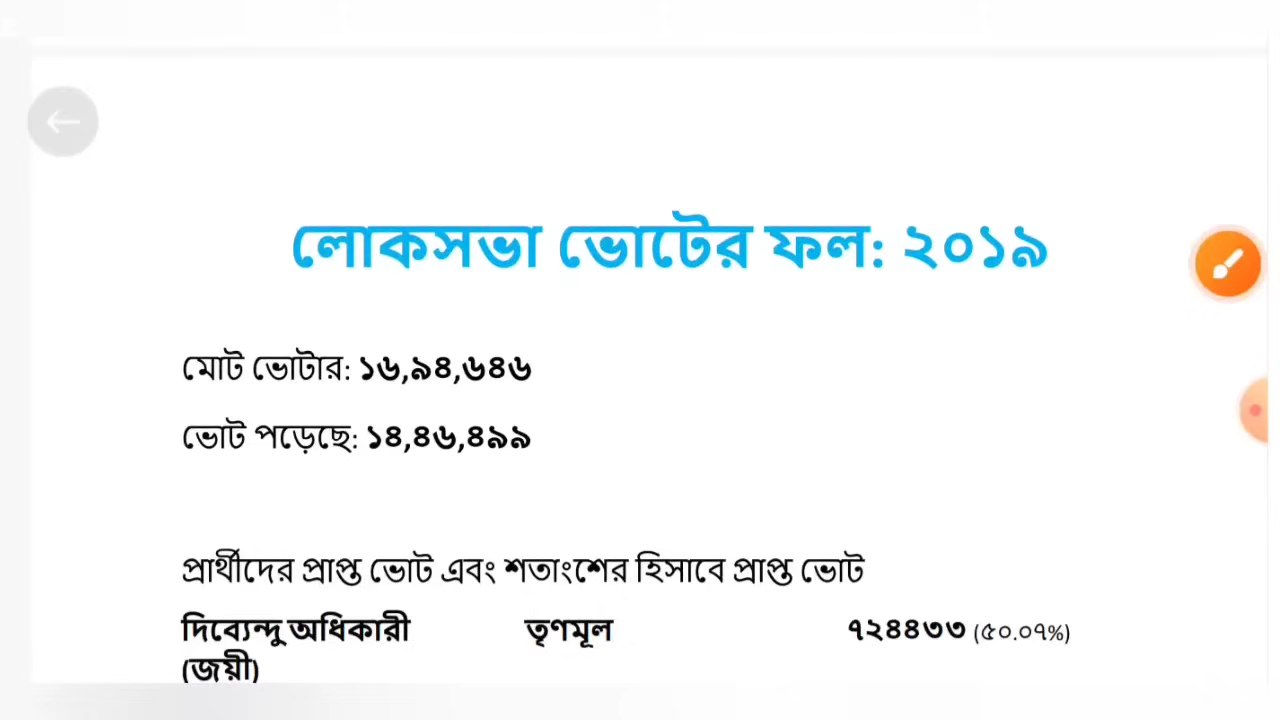 লোকসভা ভোটের ফল: ২০১৯
মোট ভোটার: ১৬,৯৪,৬৪৬
ভোট পড়েছে: ১৪,৪৬,৪৯৯
প্রার্থীদের প্রাপ্ত ভোট এবং শতাংশের হিসাবে প্রাপ্ত ভোট
দিব্যেন্দু অধিকারী তৃণমূল ৭২৪৪৩৩ (৫০.০৭%)
(জয়ী)